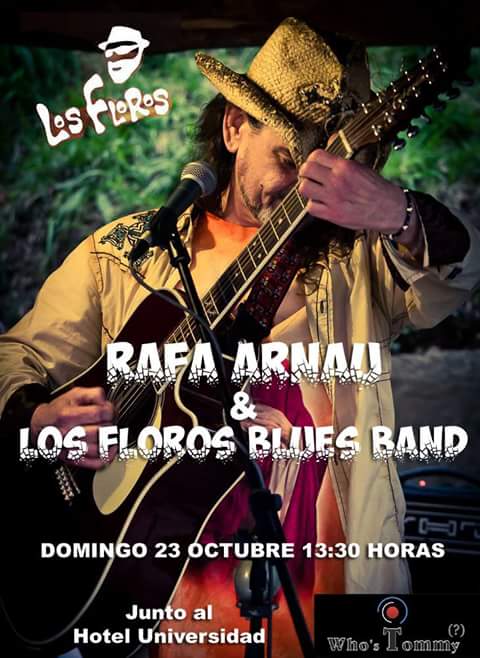 Los FloRos
RAFA ARNAU
&
LOS FLOROS BLUES BAND
DOMINGO 23 OCTUBRE 13:30 HORAS
Junto al
Hotel Universidad
Who's Tommy (?)